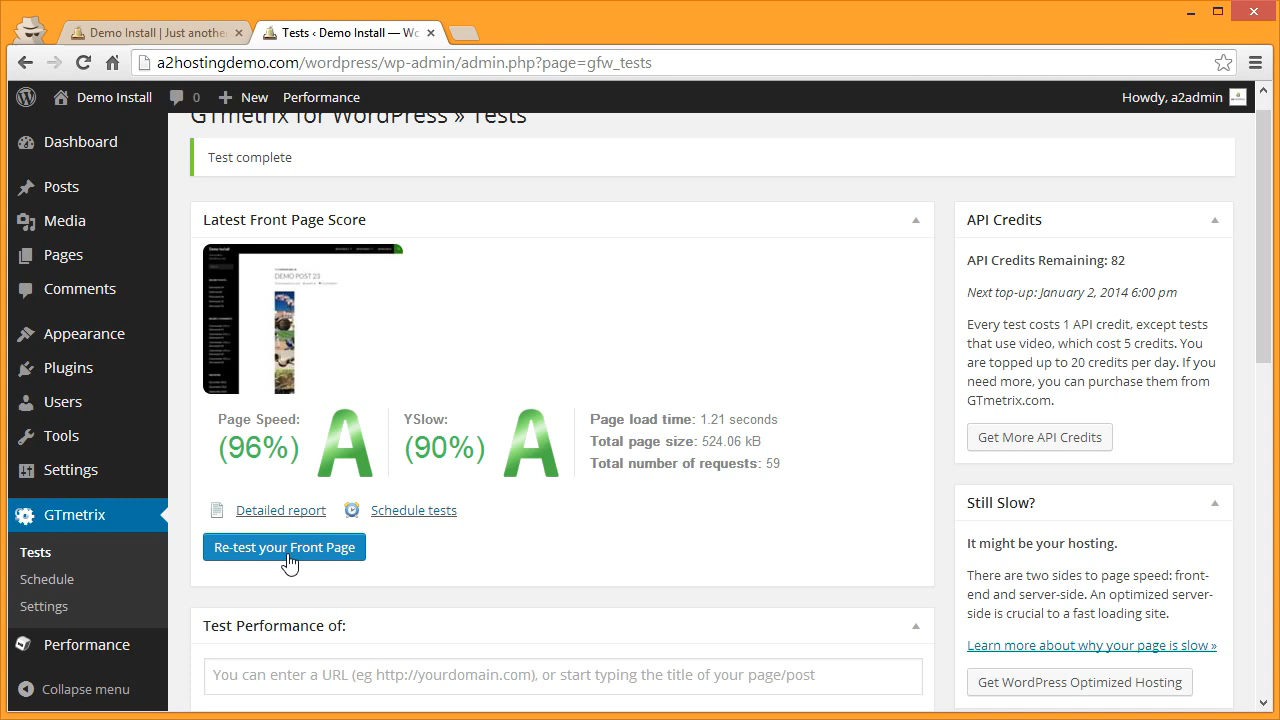 Demo Install | Just anothe
Tests ‹ Demo Install — Wc
a2hostingdemo.com/wordpress/wp-admin/admin.php?page=gfw_tests
Demo Install
0
New
Performance
Howdy, a2admin
Dashboard
Posts
Media
Pages
Comments
Appearance
Plugins
Users
Tools
Settings
GTmetrix
Tests
Schedule
Settings
Performance
Collapse menu
GTmetrix for WordPress » Tests
Test complete
Latest Front Page Score
Demo Install
DEMO POST 23
Page Speed:
(96%)
A
YSlow:
(90%)
A
Page load time: 1.21 seconds
Total page size: 524.06 kB
Total number of requests: 59
Detailed report
Schedule tests
Re-test your Front Page
Test Performance of:
You can enter a URL (eg http://yourdomain.com), or start typing the title of your page/post
API Credits
API Credits Remaining: 82
Next top-up: January 2, 2014 6:00 pm
Every test costs 1 API credit, except tests
that use video, which cost 5 credits. You
are topped up to 20 credits per day. If you
need more, you can purchase them from
GTmetrix.com.
Get More API Credits
Still Slow?
It might be your hosting.
There are two sides to page speed: front-
end and server-side. An optimized server-
side is crucial to a fast loading site.
Learn more about why your page is slow »
Get WordPress Optimized Hosting